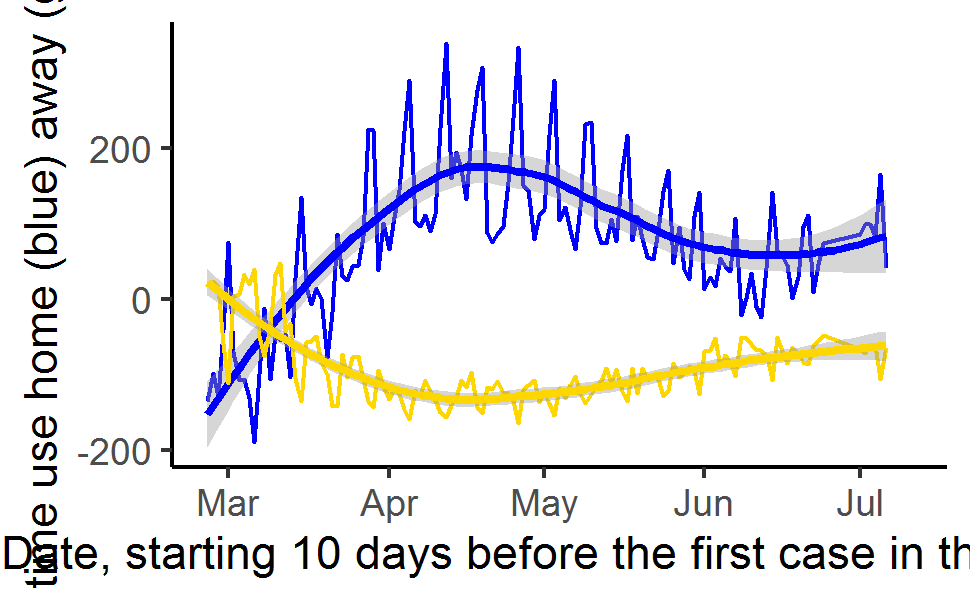 time use home (blue) away (
200
0
-200
Mar Apr May Jun Jul
Date, starting 10 days before the first case in th